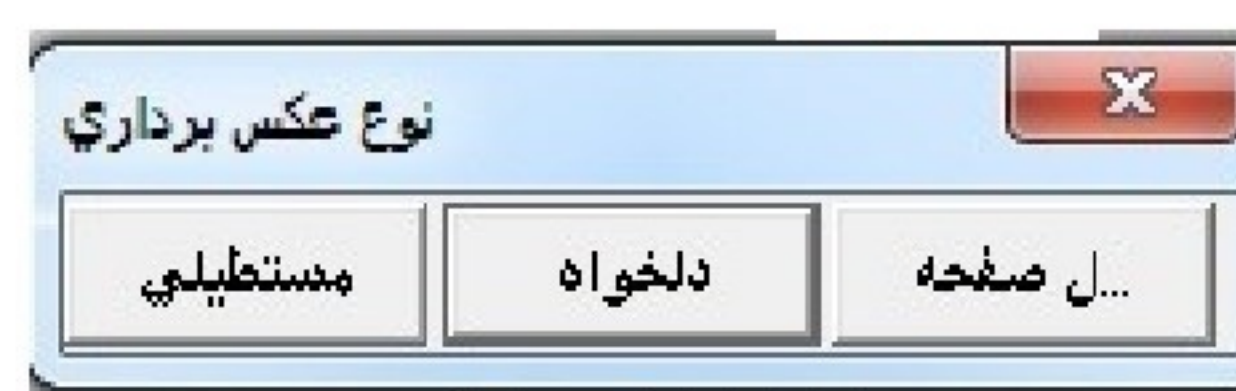 نوع عكس برداري
...ل صفحه
دلخواه
مستطيلي